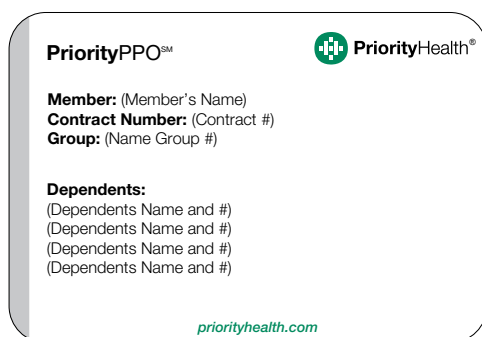 PriorityPPO℠
PriorityHealth®
Member: (Member's Name)
Contract Number: (Contract #)
Group: (Name Group #)
Dependents:
(Dependents Name and #)
(Dependents Name and #)
(Dependents Name and #)
(Dependents Name and #)
priorityhealth.com